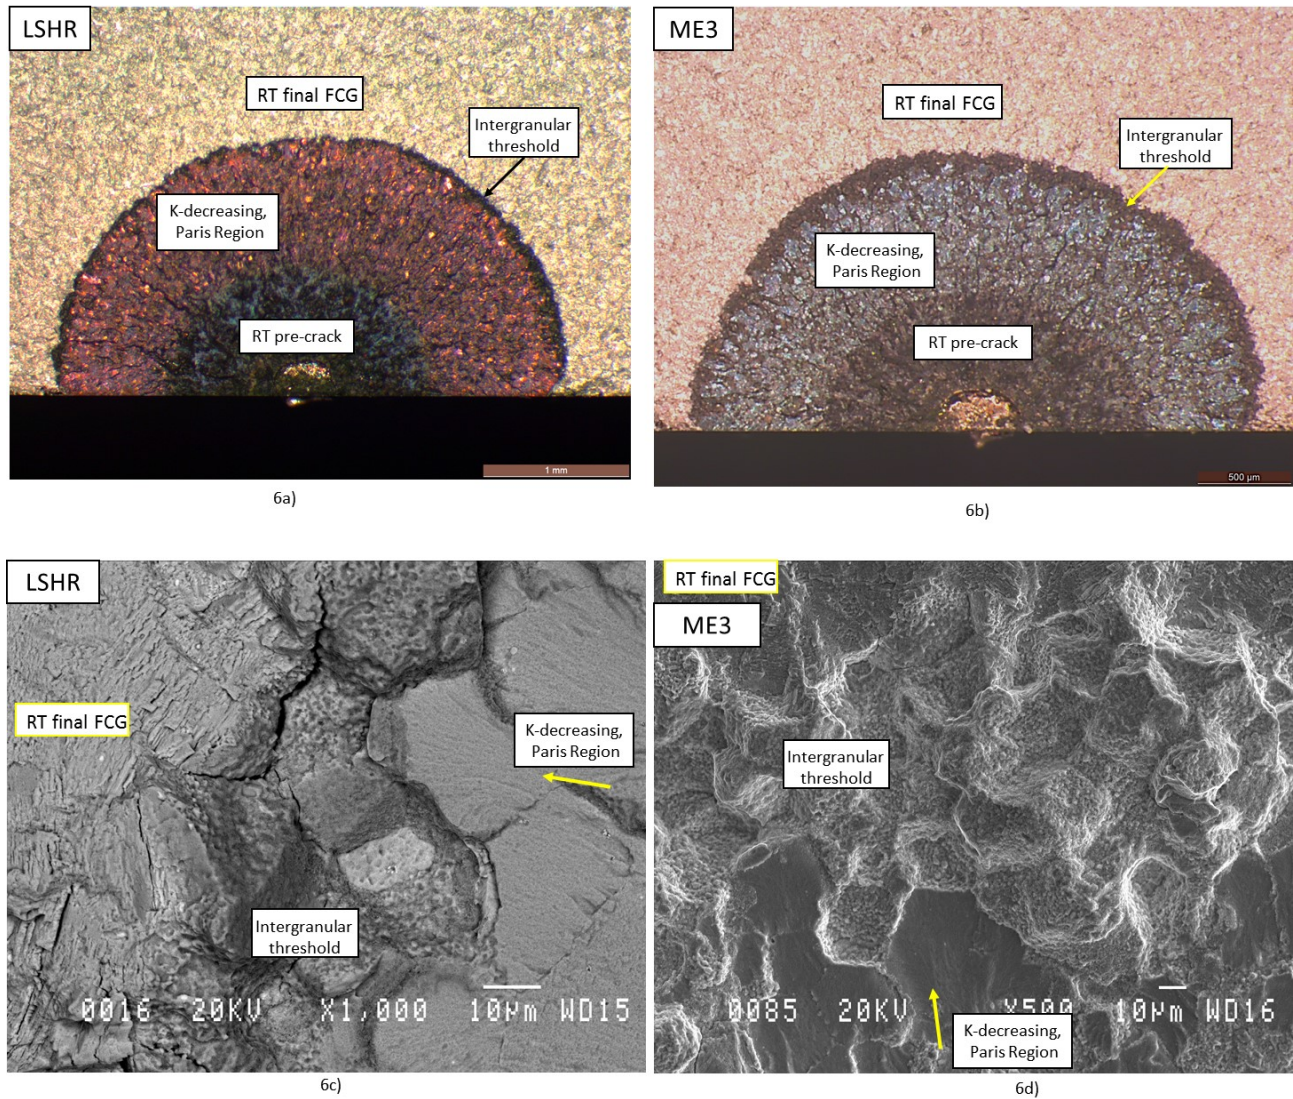 LSHR
RT final FCG
Intergranular
threshold
K-decreasing,
Paris Region
RT pre-crack
1 mm
6a)
ME3
RT final FCG
Intergranular
threshold
K-decreasing,
Paris Region
RT pre-crack
500 µm
6b)
LSHR
RT final FCG
K-decreasing,
Paris Region
Intergranular
threshold
0016 20KV X1,000 10µm WD15
6c)
RT final FCG
ME3
Intergranular
threshold
0085 20KV X500 10µm WD16
K-decreasing,
Paris Region
6d)